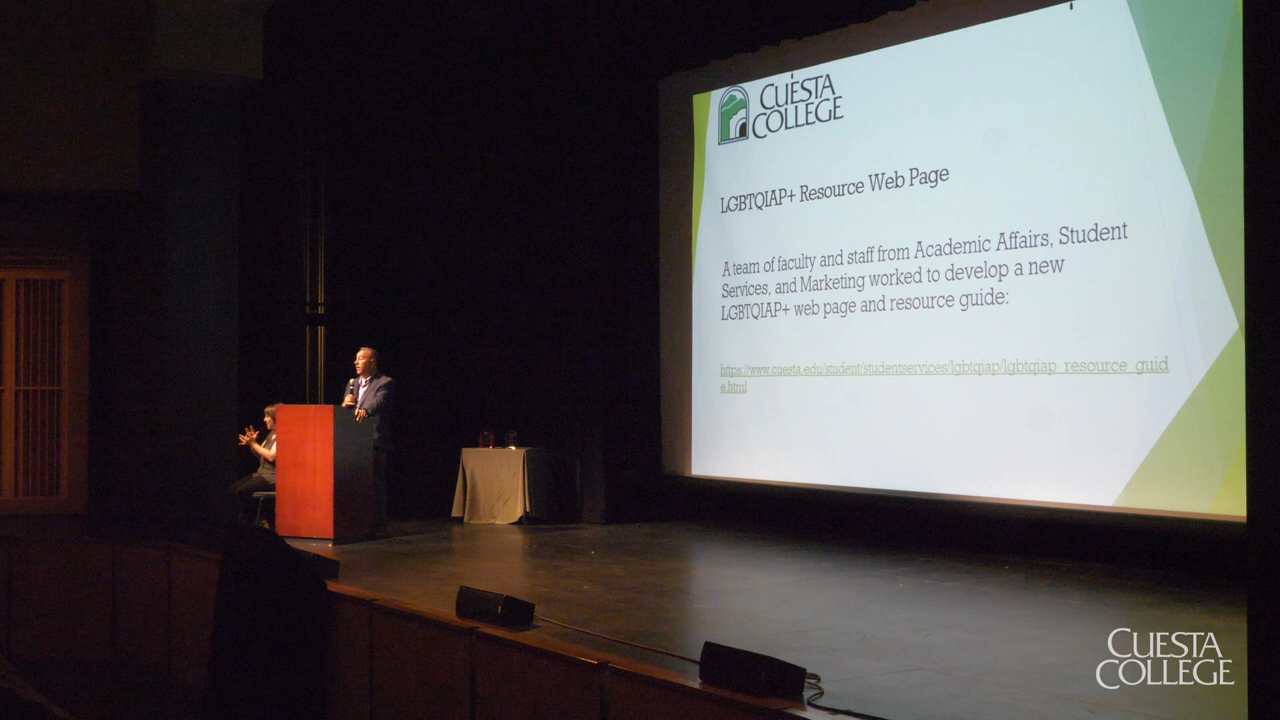 CUESTA
COLLEGE
LGBTQIAP+ Resource Web Page
A team of faculty and staff from Academic Affairs, Student
Services, and Marketing worked to develop a new
LGBTQIAP+ web page and resource guide:
https://www.cuesta.edu/student/studentservices/lgbtqiap/lgbtqiap_resource_guid
e.html
CUESTA
COLLEGE